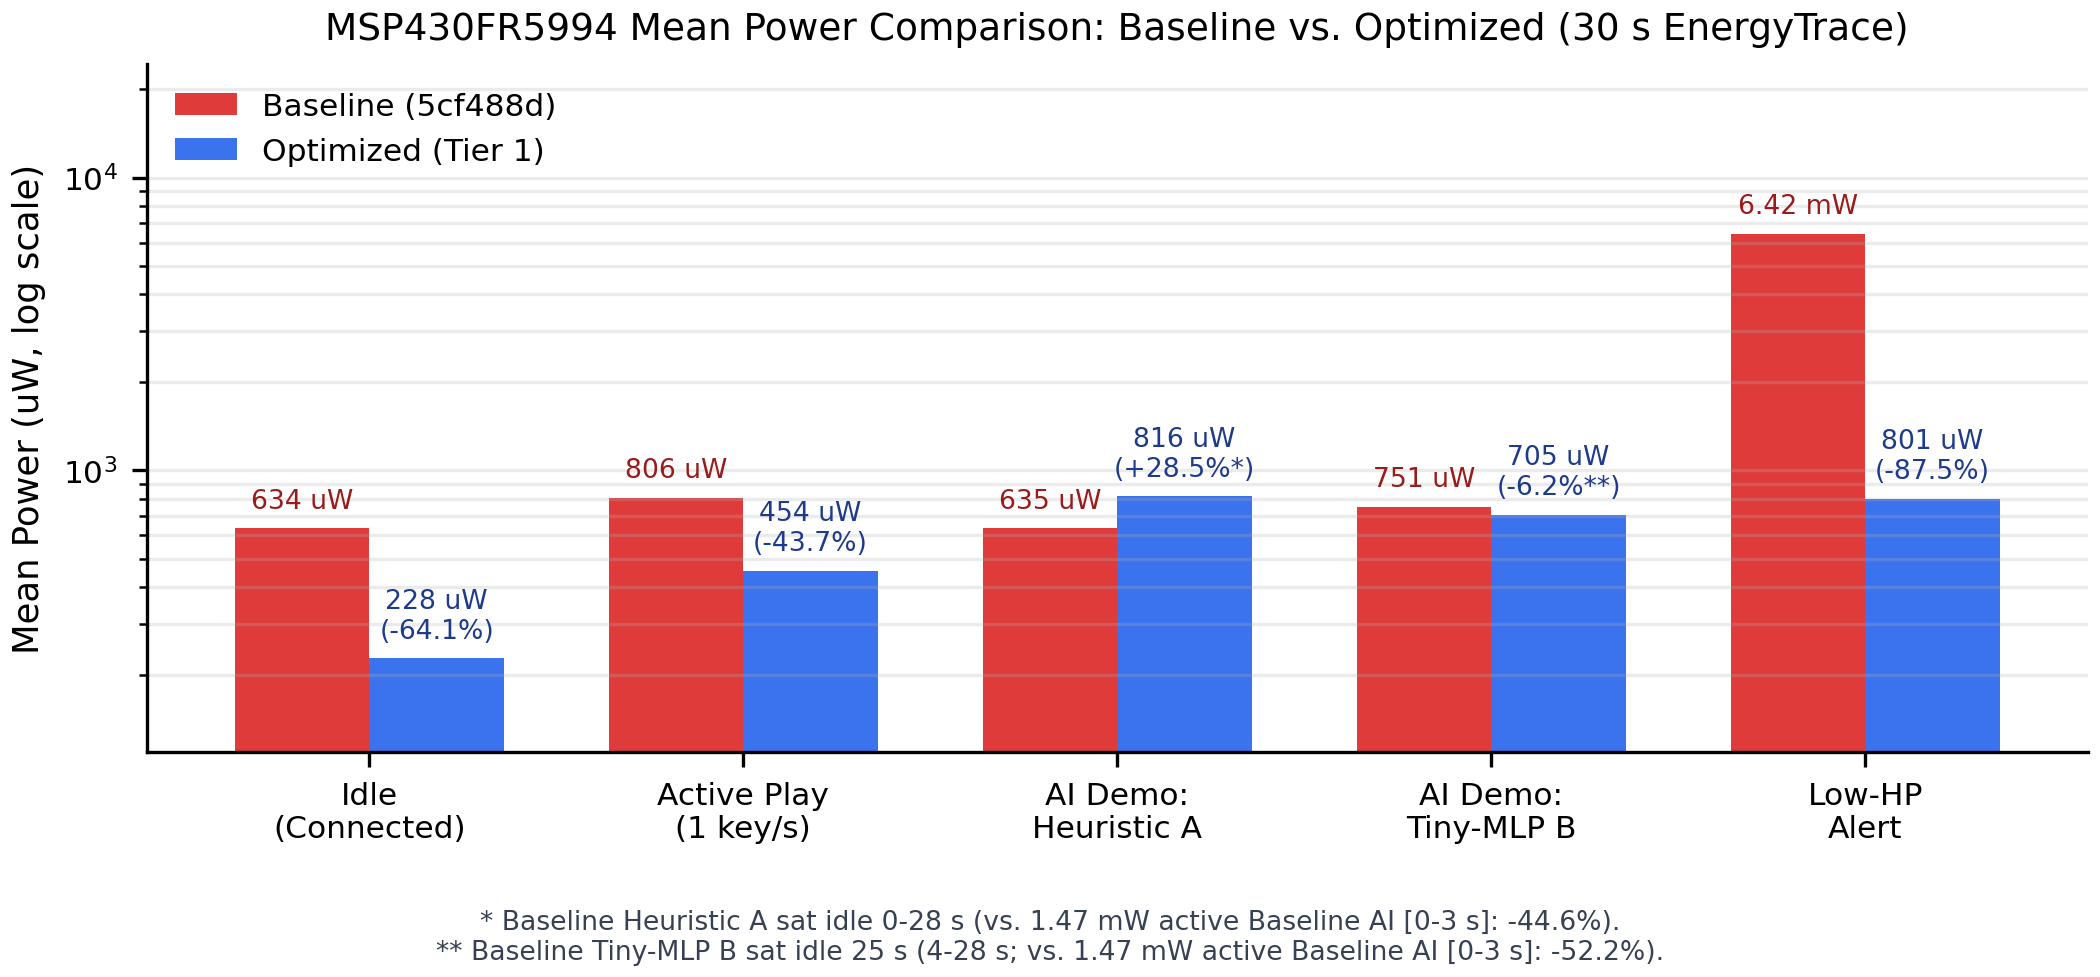 MSP430FR5994 Mean Power Comparison: Baseline vs. Optimized (30 s EnergyTrace)
Baseline (5cf488d)
Optimized (Tier 1)
Mean Power (uW, log scale)
10⁴
10³
634 uW
228 uW
(-64.1%)
806 uW
454 uW
(-43.7%)
635 uW
816 uW
(+28.5%*)
751 uW
705 uW
(-6.2%**)
6.42 mW
801 uW
(-87.5%)
Idle
(Connected)
Active Play
(1 key/s)
AI Demo:
Heuristic A
AI Demo:
Tiny-MLP B
Low-HP
Alert
* Baseline Heuristic A sat idle 0-28 s (vs. 1.47 mW active Baseline AI [0-3 s]: -44.6%).
** Baseline Tiny-MLP B sat idle 25 s (4-28 s; vs. 1.47 mW active Baseline AI [0-3 s]: -52.2%).